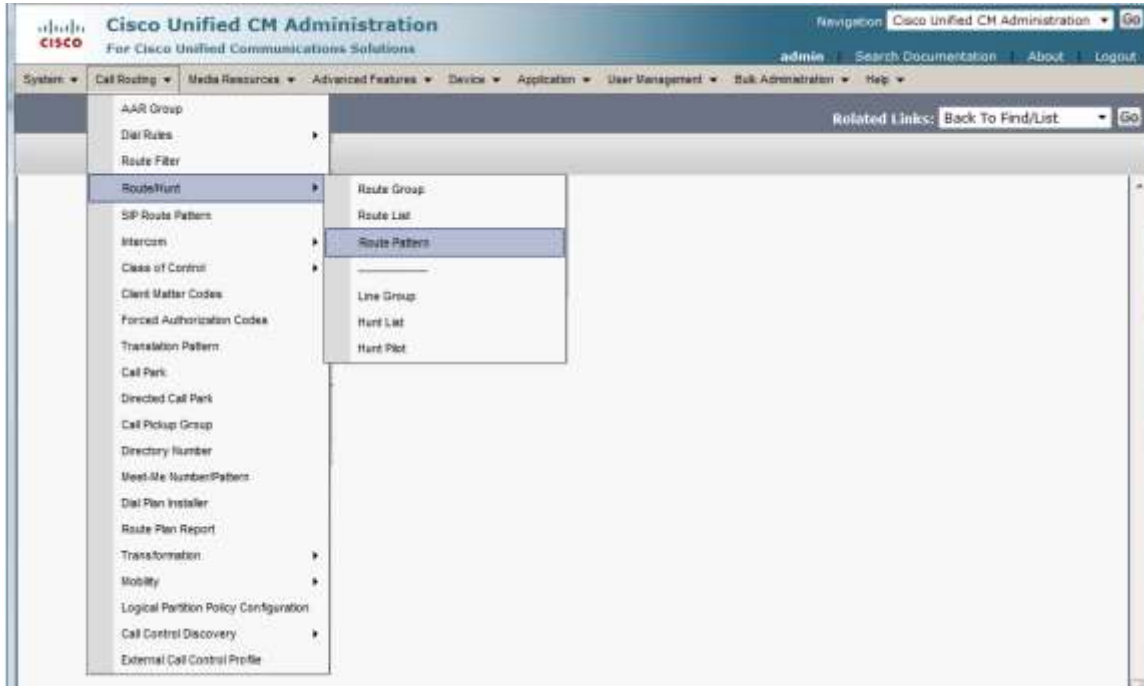 Cisco Unified CM Administration
For Cisco Unified Communications Solutions
CISCO
Navigation Cisco Unified CM Administration Go
admin Search Documentation About Logout
System Call Routing Media Resources Advanced Features Device Application User Management Bulk Administration Help
Related Links: Back To Find/List Go
AAR Group
Dial Rules
Route Filter
Route/Hunt
SIP Route Pattern
Intercom
Class of Control
Client Matter Codes
Forced Authorization Codes
Translation Pattern
Call Park
Directed Call Park
Call Pickup Group
Directory Number
Meet-Me Number/Pattern
Dial Plan Installer
Route Plan Report
Transformation
Mobility
Logical Partition Policy Configuration
Call Control Discovery
External Call Control Profile
Route Group
Route List
Route Pattern
Line Group
Hunt List
Hunt Pilot